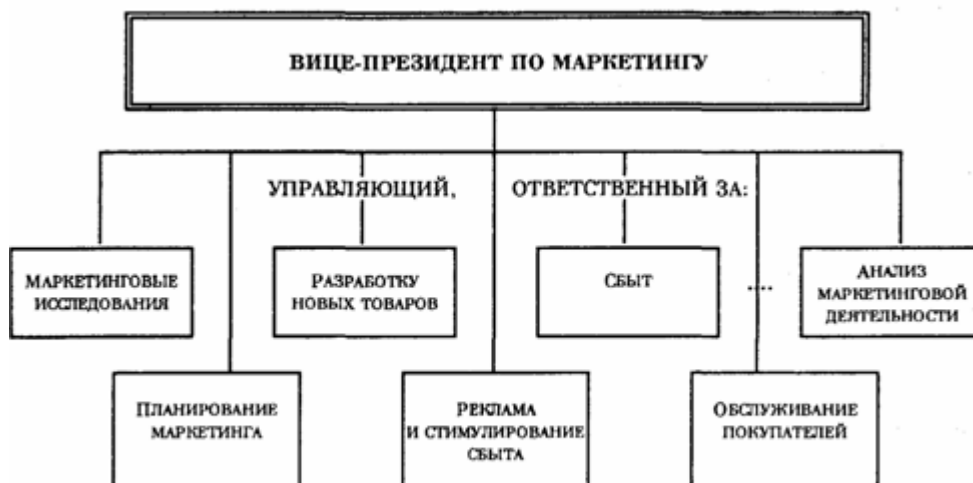 ВИЦЕ-ПРЕЗИДЕНТ ПО МАРКЕТИНГУ
УПРАВЛЯЮЩИЙ, ОТВЕТСТВЕННЫЙ ЗА:
МАРКЕТИНГОВЫЕ
ИССЛЕДОВАНИЯ
РАЗРАБОТКУ
НОВЫХ ТОВАРОВ
СБЫТ
....
АНАЛИЗ
МАРКЕТИНГОВОЙ
ДЕЯТЕЛЬНОСТИ
ПЛАНИРОВАНИЕ
МАРКЕТИНГА
РЕКЛАМА
И СТИМУЛИРОВАНИЕ
СБЫТА
ОБСЛУЖИВАНИЕ
ПОКУПАТЕЛЕЙ